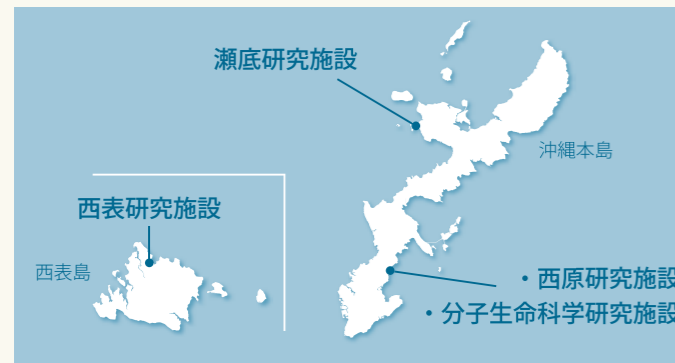 瀬底研究施設
沖縄本島
西表研究施設
西表島
・西原研究施設
・分子生命科学研究施設